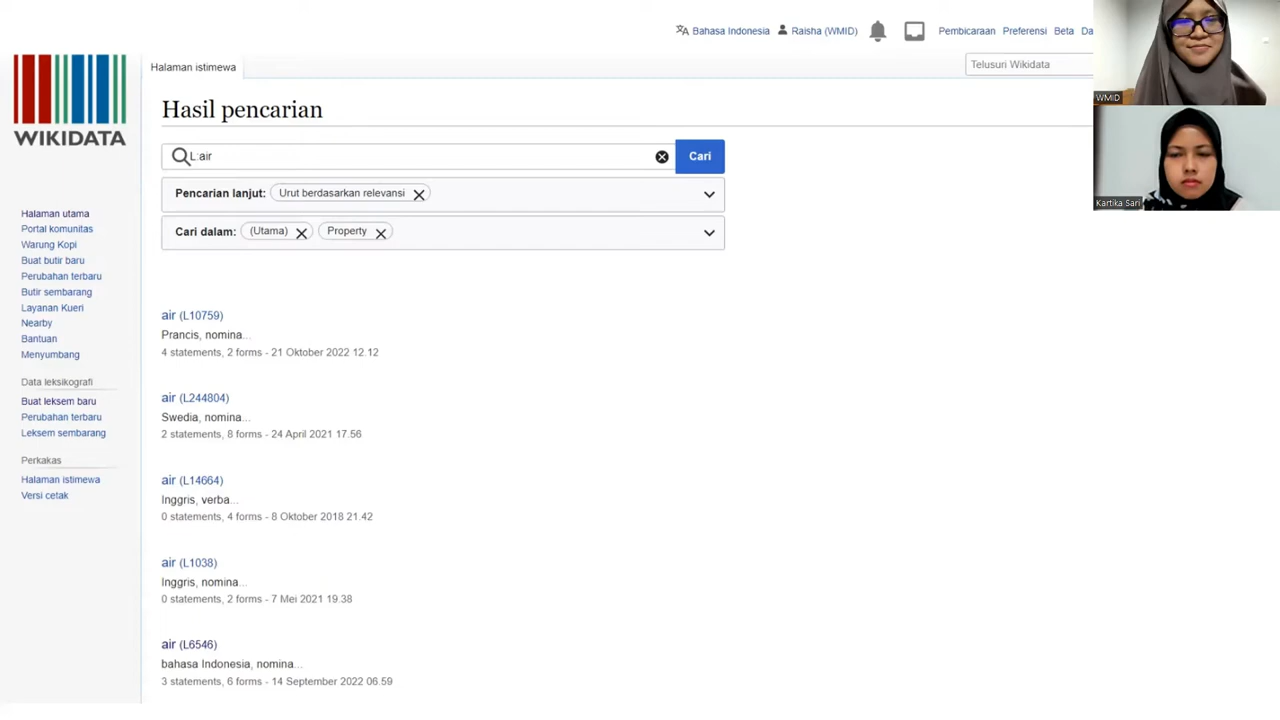 Bahasa Indonesia Raisha (WMID) Pembicaraan Preferensi Beta Da
WMID
Kartika Sari
WIKIDATA
Halaman istimewa
Telusuri Wikidata
Hasil pencarian
L:air
Cari
Pencarian lanjut: Urut berdasarkan relevansi
Cari dalam: (Utama) Property
Halaman utama
Portal komunitas
Warung Kopi
Buat butir baru
Perubahan terbaru
Butir sembarang
Layanan Kueri
Nearby
Bantuan
Menyumbang
Data leksikografi
Buat leksem baru
Perubahan terbaru
Leksem sembarang
Perkakas
Halaman istimewa
Versi cetak
air (L10759)
Prancis, nomina...
4 statements, 2 forms - 21 Oktober 2022 12.12
air (L244804)
Swedia, nomina...
2 statements, 8 forms - 24 April 2021 17.56
air (L14664)
Inggris, verba...
0 statements, 4 forms - 8 Oktober 2018 21.42
air (L1038)
Inggris, nomina...
0 statements, 2 forms - 7 Mei 2021 19.38
air (L6546)
bahasa Indonesia, nomina...
3 statements, 6 forms - 14 September 2022 06.59